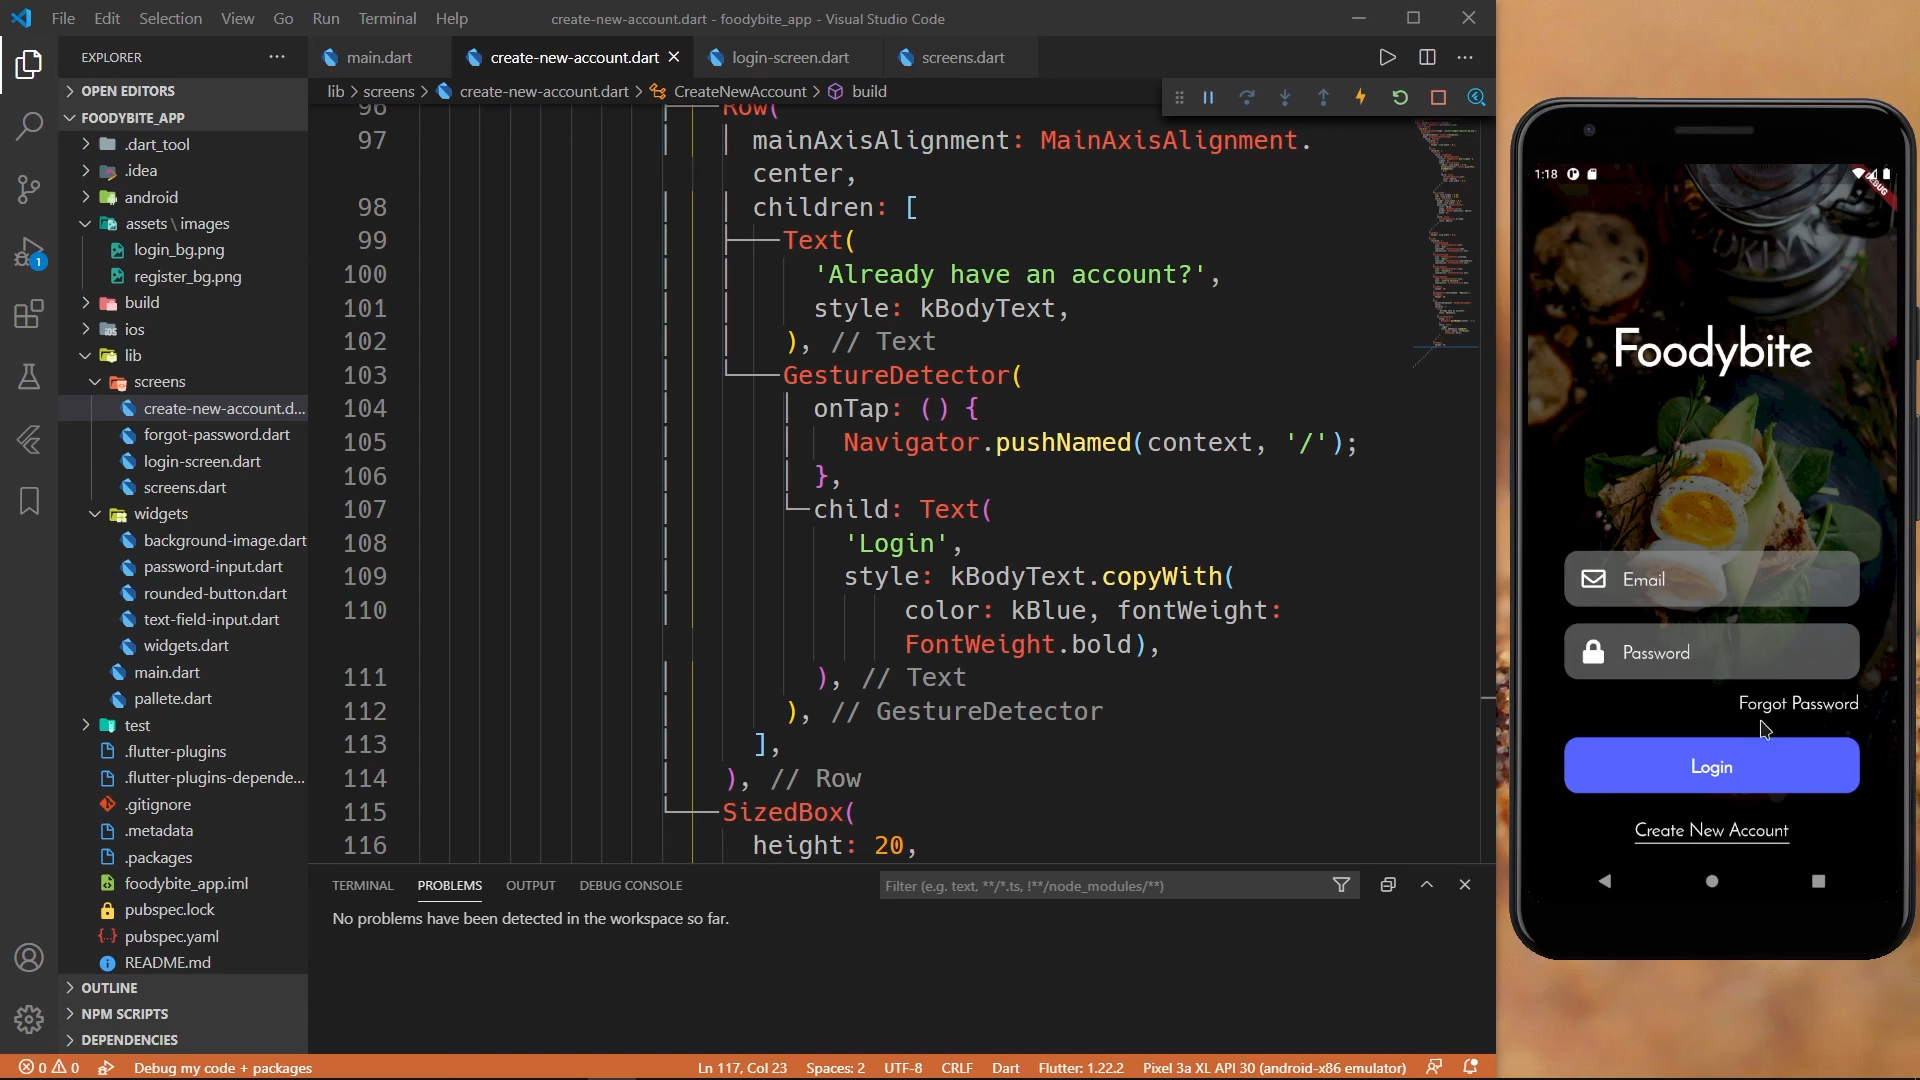 File Edit Selection View Go Run Terminal Help
create-new-account.dart - foodybite_app - Visual Studio Code
EXPLORER
main.dart
create-new-account.dart
login-screen.dart
screens.dart
lib > screens > create-new-account.dart > CreateNewAccount > build
OPEN EDITORS
FOODYBITE_APP
.dart_tool
.idea
android
assets \ images
login_bg.png
register_bg.png
build
ios
lib
screens
create-new-account.d...
forgot-password.dart
login-screen.dart
screens.dart
widgets
background-image.dart
password-input.dart
rounded-button.dart
text-field-input.dart
widgets.dart
main.dart
pallete.dart
test
.flutter-plugins
.flutter-plugins-depende...
.gitignore
.metadata
.packages
foodybite_app.iml
pubspec.lock
pubspec.yaml
README.md
OUTLINE
NPM SCRIPTS
DEPENDENCIES
1
96 Row(
97 mainAxisAlignment: MainAxisAlignment.
center,
98 children: [
99 Text(
100 'Already have an account?',
101 style: kBodyText,
102 ), // Text
103 GestureDetector(
104 onTap: () {
105 Navigator.pushNamed(context, '/');
106 },
107 child: Text(
108 'Login',
109 style: kBodyText.copyWith(
110 color: kBlue, fontWeight:
FontWeight.bold),
111 ), // Text
112 ), // GestureDetector
113 ],
114 ), // Row
115 SizedBox(
116 height: 20,
TERMINAL PROBLEMS OUTPUT DEBUG CONSOLE
Filter (e.g. text, **/*.ts, !**/node_modules/**)
No problems have been detected in the workspace so far.
0 0 Debug my code + packages
Ln 117, Col 23 Spaces: 2 UTF-8 CRLF Dart Flutter: 1.22.2 Pixel 3a XL API 30 (android-x86 emulator)
1:18
DEBUG
Foodybite
Email
Password
Forgot Password
Login
Create New Account